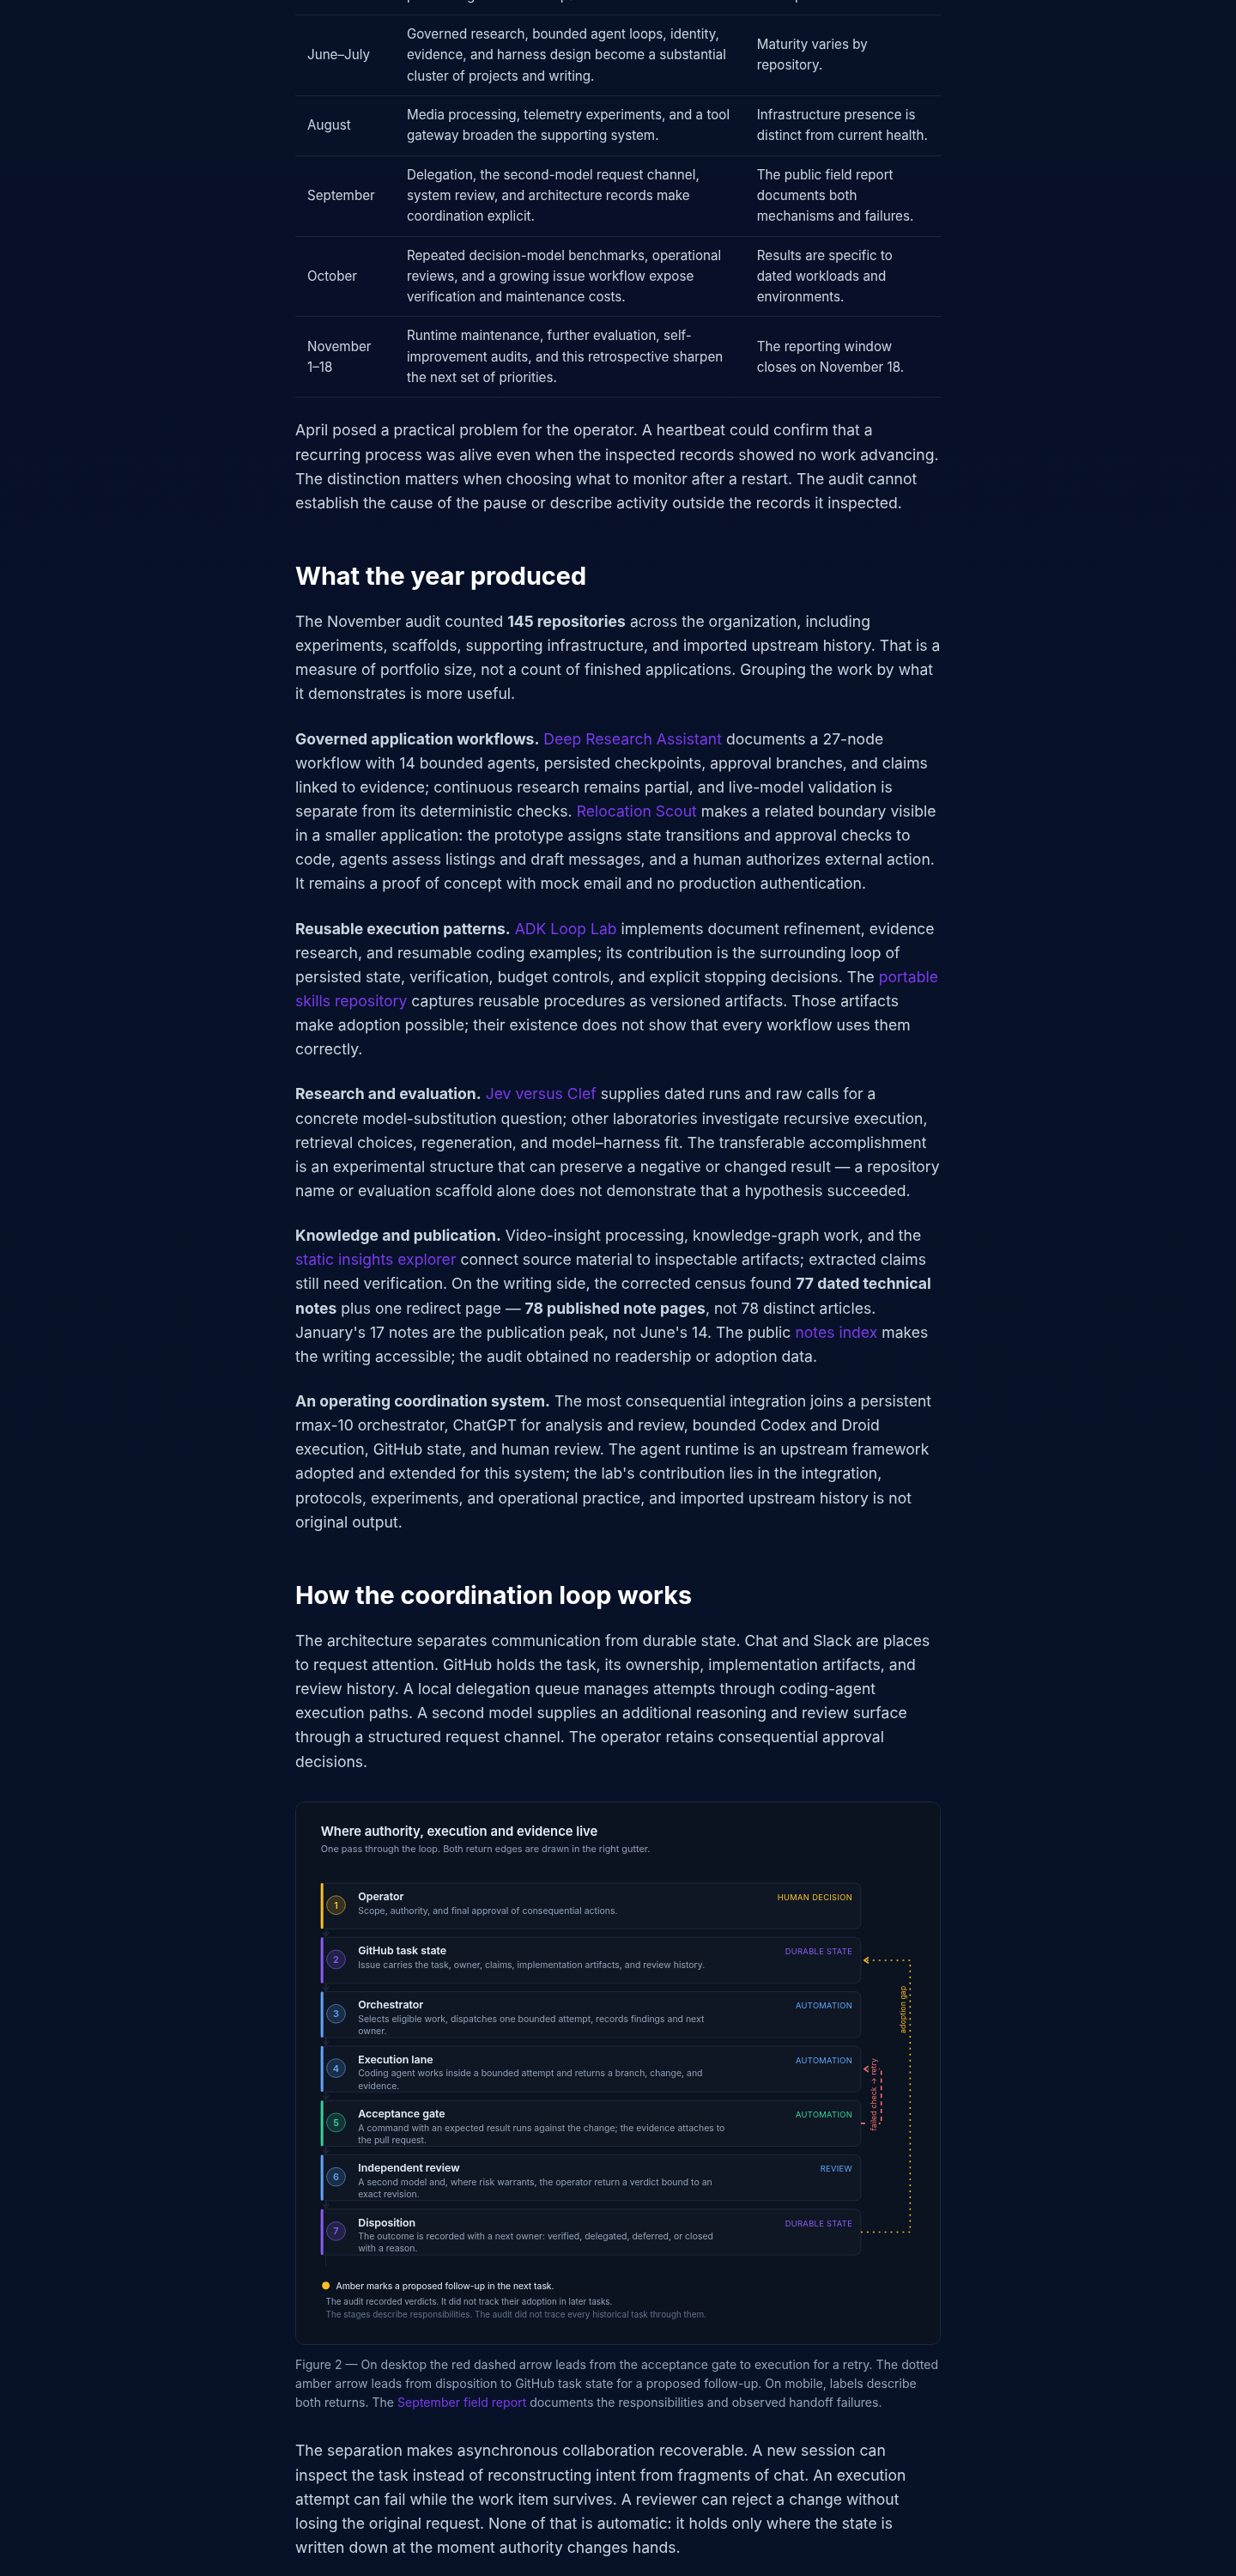 June–July
Governed research, bounded agent loops, identity,
evidence, and harness design become a substantial
cluster of projects and writing.
Maturity varies by
repository.
August
Media processing, telemetry experiments, and a tool
gateway broaden the supporting system.
Infrastructure presence is
distinct from current health.
September
Delegation, the second-model request channel,
system review, and architecture records make
coordination explicit.
The public field report
documents both
mechanisms and failures.
October
Repeated decision-model benchmarks, operational
reviews, and a growing issue workflow expose
verification and maintenance costs.
Results are specific to
dated workloads and
environments.
November
1–18
Runtime maintenance, further evaluation, self-
improvement audits, and this retrospective sharpen
the next set of priorities.
The reporting window
closes on November 18.
April posed a practical problem for the operator. A heartbeat could confirm that a
recurring process was alive even when the inspected records showed no work advancing.
The distinction matters when choosing what to monitor after a restart. The audit cannot
establish the cause of the pause or describe activity outside the records it inspected.
What the year produced
The November audit counted 145 repositories across the organization, including
experiments, scaffolds, supporting infrastructure, and imported upstream history. That is a
measure of portfolio size, not a count of finished applications. Grouping the work by what
it demonstrates is more useful.
Governed application workflows. Deep Research Assistant documents a 27-node
workflow with 14 bounded agents, persisted checkpoints, approval branches, and claims
linked to evidence; continuous research remains partial, and live-model validation is
separate from its deterministic checks. Relocation Scout makes a related boundary visible
in a smaller application: the prototype assigns state transitions and approval checks to
code, agents assess listings and draft messages, and a human authorizes external action.
It remains a proof of concept with mock email and no production authentication.
Reusable execution patterns. ADK Loop Lab implements document refinement, evidence
research, and resumable coding examples; its contribution is the surrounding loop of
persisted state, verification, budget controls, and explicit stopping decisions. The portable
skills repository captures reusable procedures as versioned artifacts. Those artifacts
make adoption possible; their existence does not show that every workflow uses them
correctly.
Research and evaluation. Jev versus Clef supplies dated runs and raw calls for a
concrete model-substitution question; other laboratories investigate recursive execution,
retrieval choices, regeneration, and model–harness fit. The transferable accomplishment
is an experimental structure that can preserve a negative or changed result — a repository
name or evaluation scaffold alone does not demonstrate that a hypothesis succeeded.
Knowledge and publication. Video-insight processing, knowledge-graph work, and the
static insights explorer connect source material to inspectable artifacts; extracted claims
still need verification. On the writing side, the corrected census found 77 dated technical
notes plus one redirect page — 78 published note pages, not 78 distinct articles.
January's 17 notes are the publication peak, not June's 14. The public notes index makes
the writing accessible; the audit obtained no readership or adoption data.
An operating coordination system. The most consequential integration joins a persistent
rmax-10 orchestrator, ChatGPT for analysis and review, bounded Codex and Droid
execution, GitHub state, and human review. The agent runtime is an upstream framework
adopted and extended for this system; the lab's contribution lies in the integration,
protocols, experiments, and operational practice, and imported upstream history is not
original output.
How the coordination loop works
The architecture separates communication from durable state. Chat and Slack are places
to request attention. GitHub holds the task, its ownership, implementation artifacts, and
review history. A local delegation queue manages attempts through coding-agent
execution paths. A second model supplies an additional reasoning and review surface
through a structured request channel. The operator retains consequential approval
decisions.
Where authority, execution and evidence live
One pass through the loop. Both return edges are drawn in the right gutter.
1
Operator
HUMAN DECISION
Scope, authority, and final approval of consequential actions.
2
GitHub task state
DURABLE STATE
Issue carries the task, owner, claims, implementation artifacts, and review history.
3
Orchestrator
AUTOMATION
Selects eligible work, dispatches one bounded attempt, records findings and next
owner.
adoption gap
4
Execution lane
AUTOMATION
Coding agent works inside a bounded attempt and returns a branch, change, and
evidence.
failed check → retry
5
Acceptance gate
AUTOMATION
A command with an expected result runs against the change; the evidence attaches to
the pull request.
6
Independent review
REVIEW
A second model and, where risk warrants, the operator return a verdict bound to an
exact revision.
7
Disposition
DURABLE STATE
The outcome is recorded with a next owner: verified, delegated, deferred, or closed
with a reason.
Amber marks a proposed follow-up in the next task.
The audit recorded verdicts. It did not track their adoption in later tasks.
The stages describe responsibilities. The audit did not trace every historical task through them.
Figure 2 — On desktop the red dashed arrow leads from the acceptance gate to execution for a retry. The dotted
amber arrow leads from disposition to GitHub task state for a proposed follow-up. On mobile, labels describe
both returns. The September field report documents the responsibilities and observed handoff failures.
The separation makes asynchronous collaboration recoverable. A new session can
inspect the task instead of reconstructing intent from fragments of chat. An execution
attempt can fail while the work item survives. A reviewer can reject a change without
losing the original request. None of that is automatic: it holds only where the state is
written down at the moment authority changes hands.